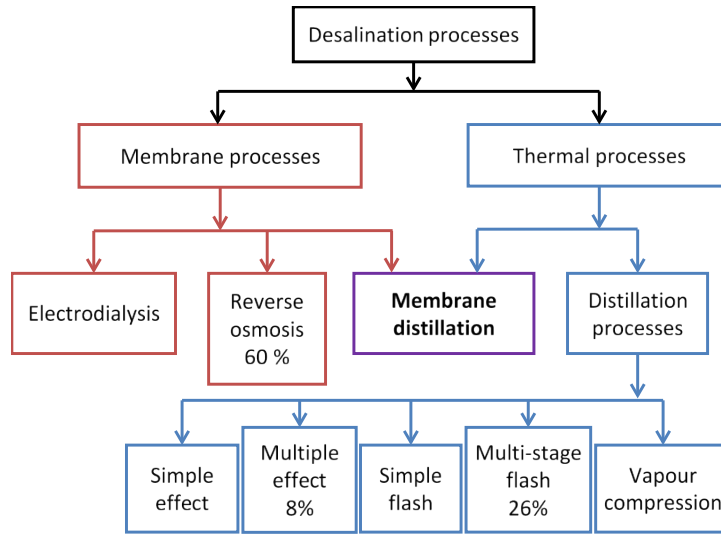 Desalination processes
Membrane processes
Thermal processes
Electrodialysis
Reverse
osmosis
60 %
Membrane
distillation
Distillation
processes
Simple
effect
Multiple
effect
8%
Simple
flash
Multi-stage
flash
26%
Vapour
compression